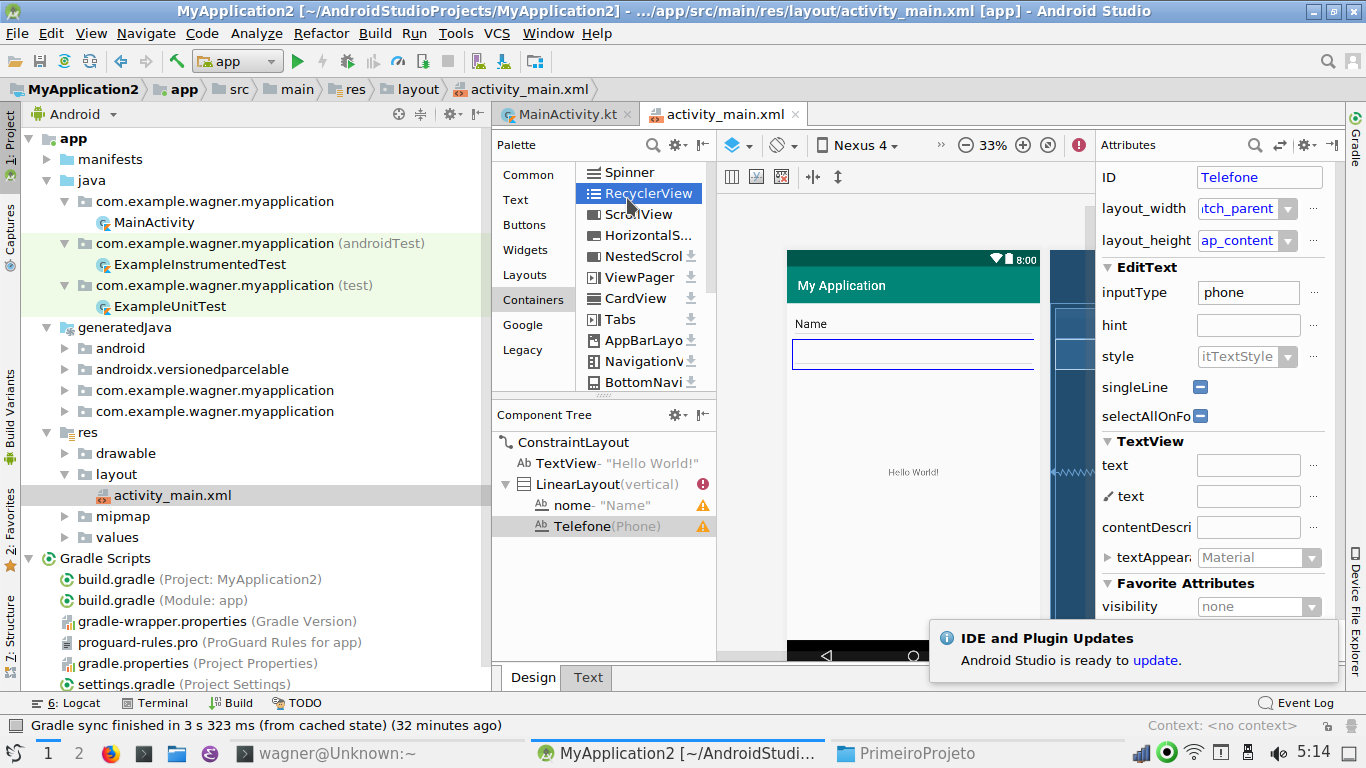 MyApplication2 [~/AndroidStudioProjects/MyApplication2] - .../app/src/main/res/layout/activity_main.xml [app] - Android Studio
File Edit View Navigate Code Analyze Refactor Build Run Tools VCS Window Help
app
MyApplication2 app src main res layout activity_main.xml
1: Project
Captures
Build Variants
2: Favorites
7: Structure
Android
app
manifests
java
com.example.wagner.myapplication
MainActivity
com.example.wagner.myapplication (androidTest)
ExampleInstrumentedTest
com.example.wagner.myapplication (test)
ExampleUnitTest
generatedJava
android
androidx.versionedparcelable
com.example.wagner.myapplication
com.example.wagner.myapplication
res
drawable
layout
activity_main.xml
mipmap
values
Gradle Scripts
build.gradle (Project: MyApplication2)
build.gradle (Module: app)
gradle-wrapper.properties (Gradle Version)
proguard-rules.pro (ProGuard Rules for app)
gradle.properties (Project Properties)
settings.gradle (Project Settings)
MainActivity.kt activity_main.xml
Palette
Common
Text
Buttons
Widgets
Layouts
Containers
Google
Legacy
Spinner
RecyclerView
ScrollView
HorizontalS...
NestedScrol
ViewPager
CardView
Tabs
AppBarLayo
NavigationV
BottomNavi
Component Tree
ConstraintLayout
Ab TextView- "Hello World!"
LinearLayout(vertical)
Ab nome- "Name"
Ab Telefone(Phone)
Nexus 4 » 33%
8:00
My Application
Name
Hello World!
Design Text
Attributes
ID Telefone
layout_width itch_parent
layout_height ap_content
EditText
inputType phone
hint
style itTextStyle
singleLine
selectAllOnFo
TextView
text
text
contentDescri
textAppear Material
Favorite Attributes
visibility none
IDE and Plugin Updates
Android Studio is ready to update.
Gradle
Device File Explorer
6: Logcat Terminal Build TODO Event Log
Gradle sync finished in 3 s 323 ms (from cached state) (32 minutes ago) Context: <no context>
1 2 wagner@Unknown:~ MyApplication2 [~/AndroidStudi... PrimeiroProjeto 5:14